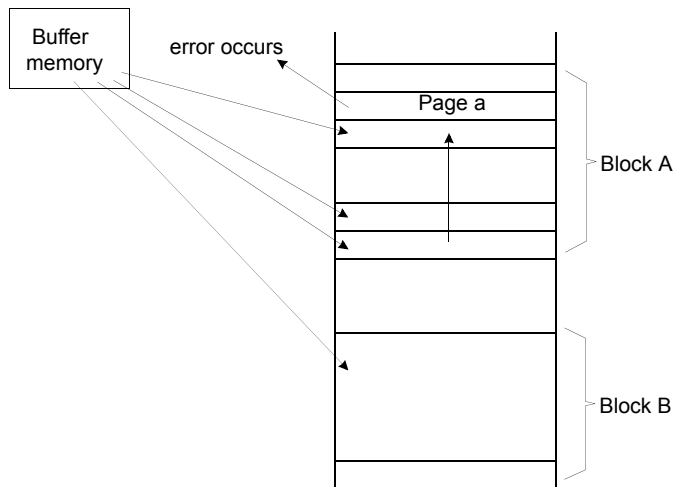 Buffer
memory
error occurs
Page a
Block A
Block B